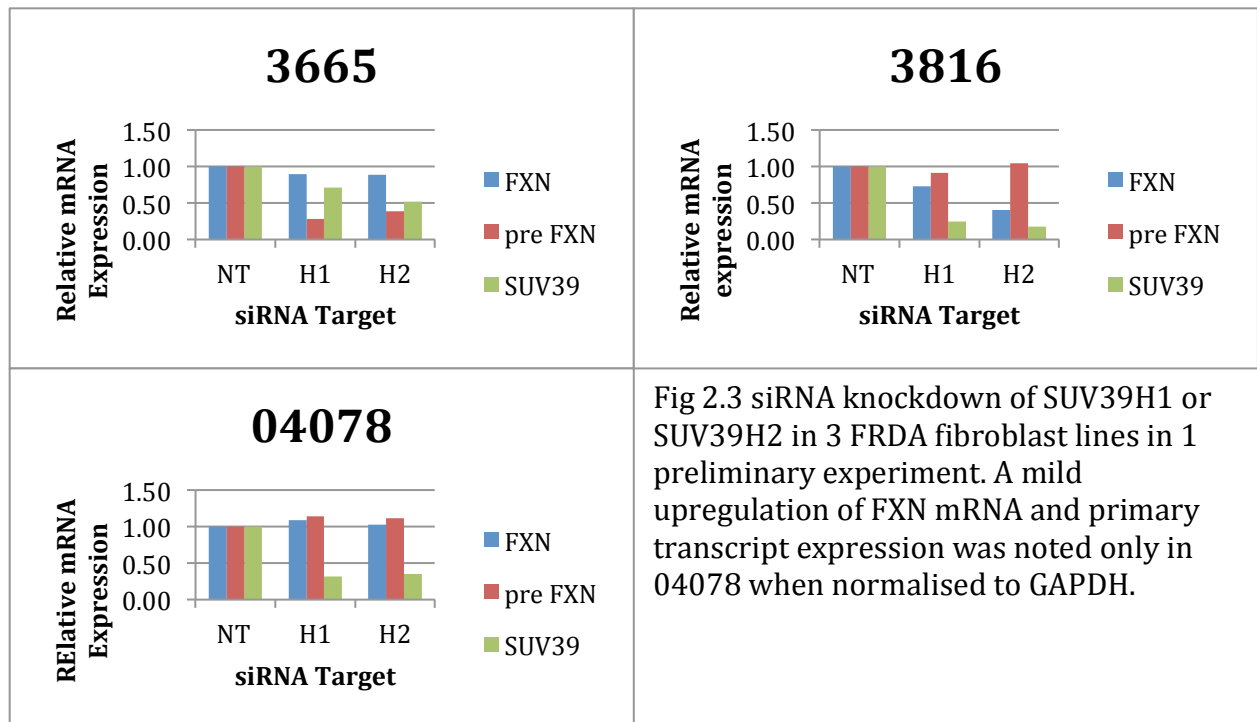 3665
Relative mRNA
Expression
1.50
1.00
0.50
0.00
NT H1 H2
siRNA Target
FXN
pre FXN
SUV39
3816
Relative mRNA
expression
1.50
1.00
0.50
0.00
NT H1 H2
siRNA Target
FXN
pre FXN
SUV39
04078
RElative mRNA
Expression
1.50
1.00
0.50
0.00
NT H1 H2
siRNA Target
FXN
pre FXN
SUV39
Fig 2.3 siRNA knockdown of SUV39H1 or
SUV39H2 in 3 FRDA fibroblast lines in 1
preliminary experiment. A mild
upregulation of FXN mRNA and primary
transcript expression was noted only in
04078 when normalised to GAPDH.